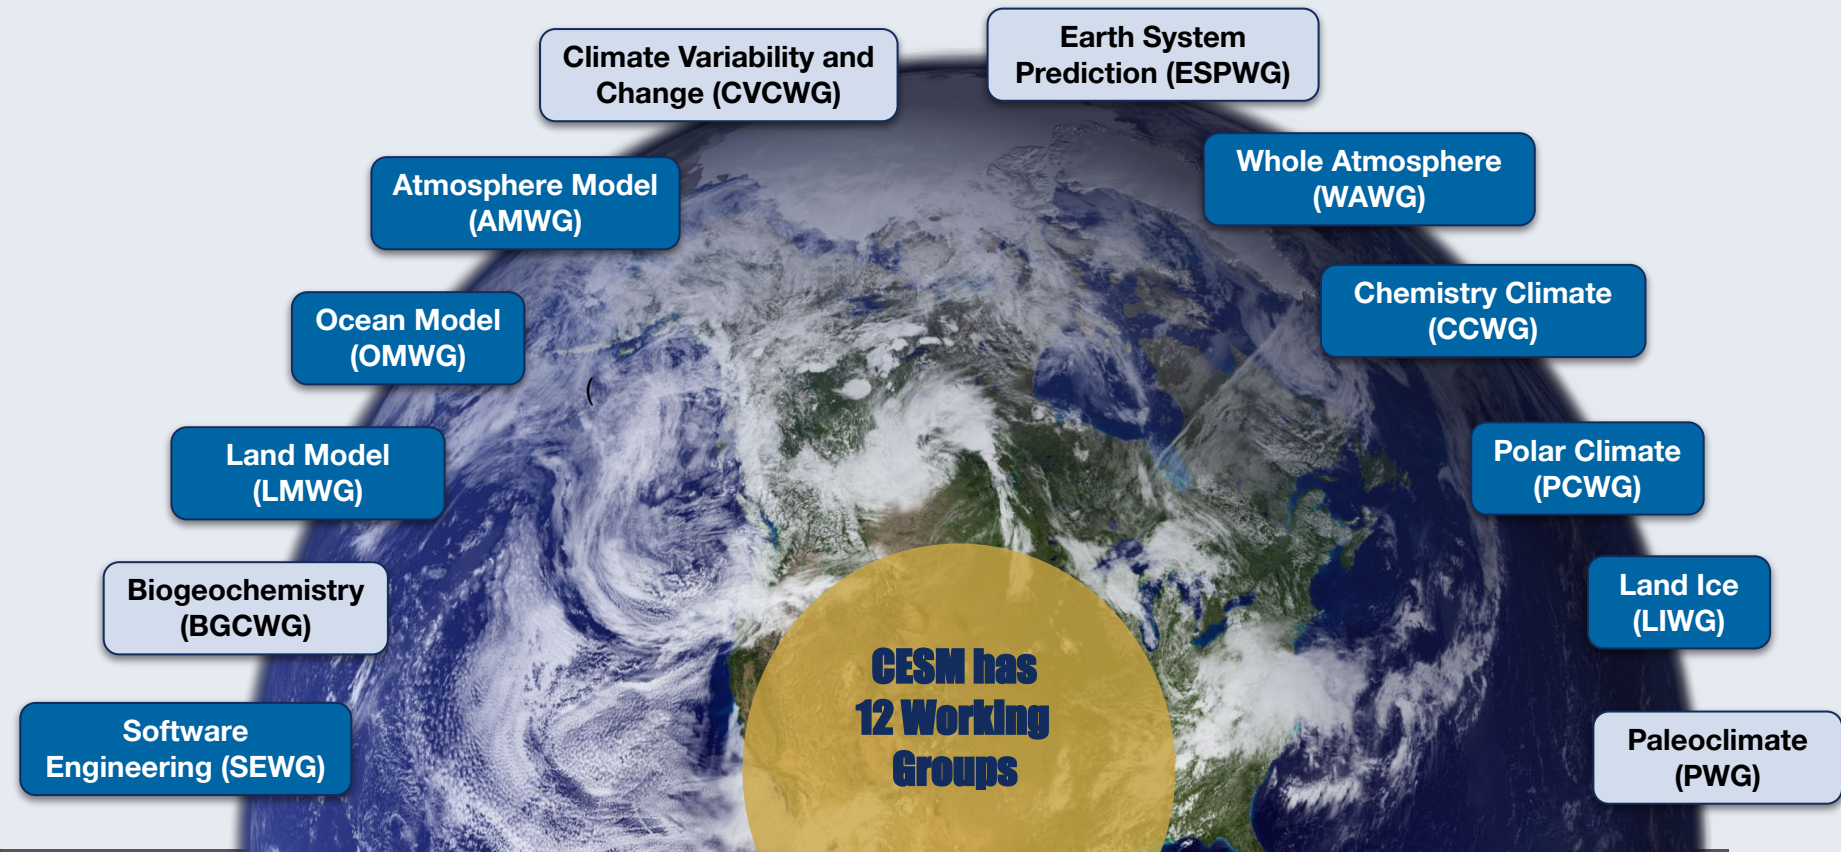 Climate Variability and
Change (CVCWG)
Earth System
Prediction (ESPWG)
Atmosphere Model
(AMWG)
Whole Atmosphere
(WAWG)
Ocean Model
(OMWG)
Chemistry Climate
(CCWG)
(
Land Model
(LMWG)
Polar Climate
(PCWG)
Biogeochemistry
(BGCWG)
Land Ice
(LIWG)
Software
Engineering (SEWG)
CESM has
12 Working
Groups
Paleoclimate
(PWG)